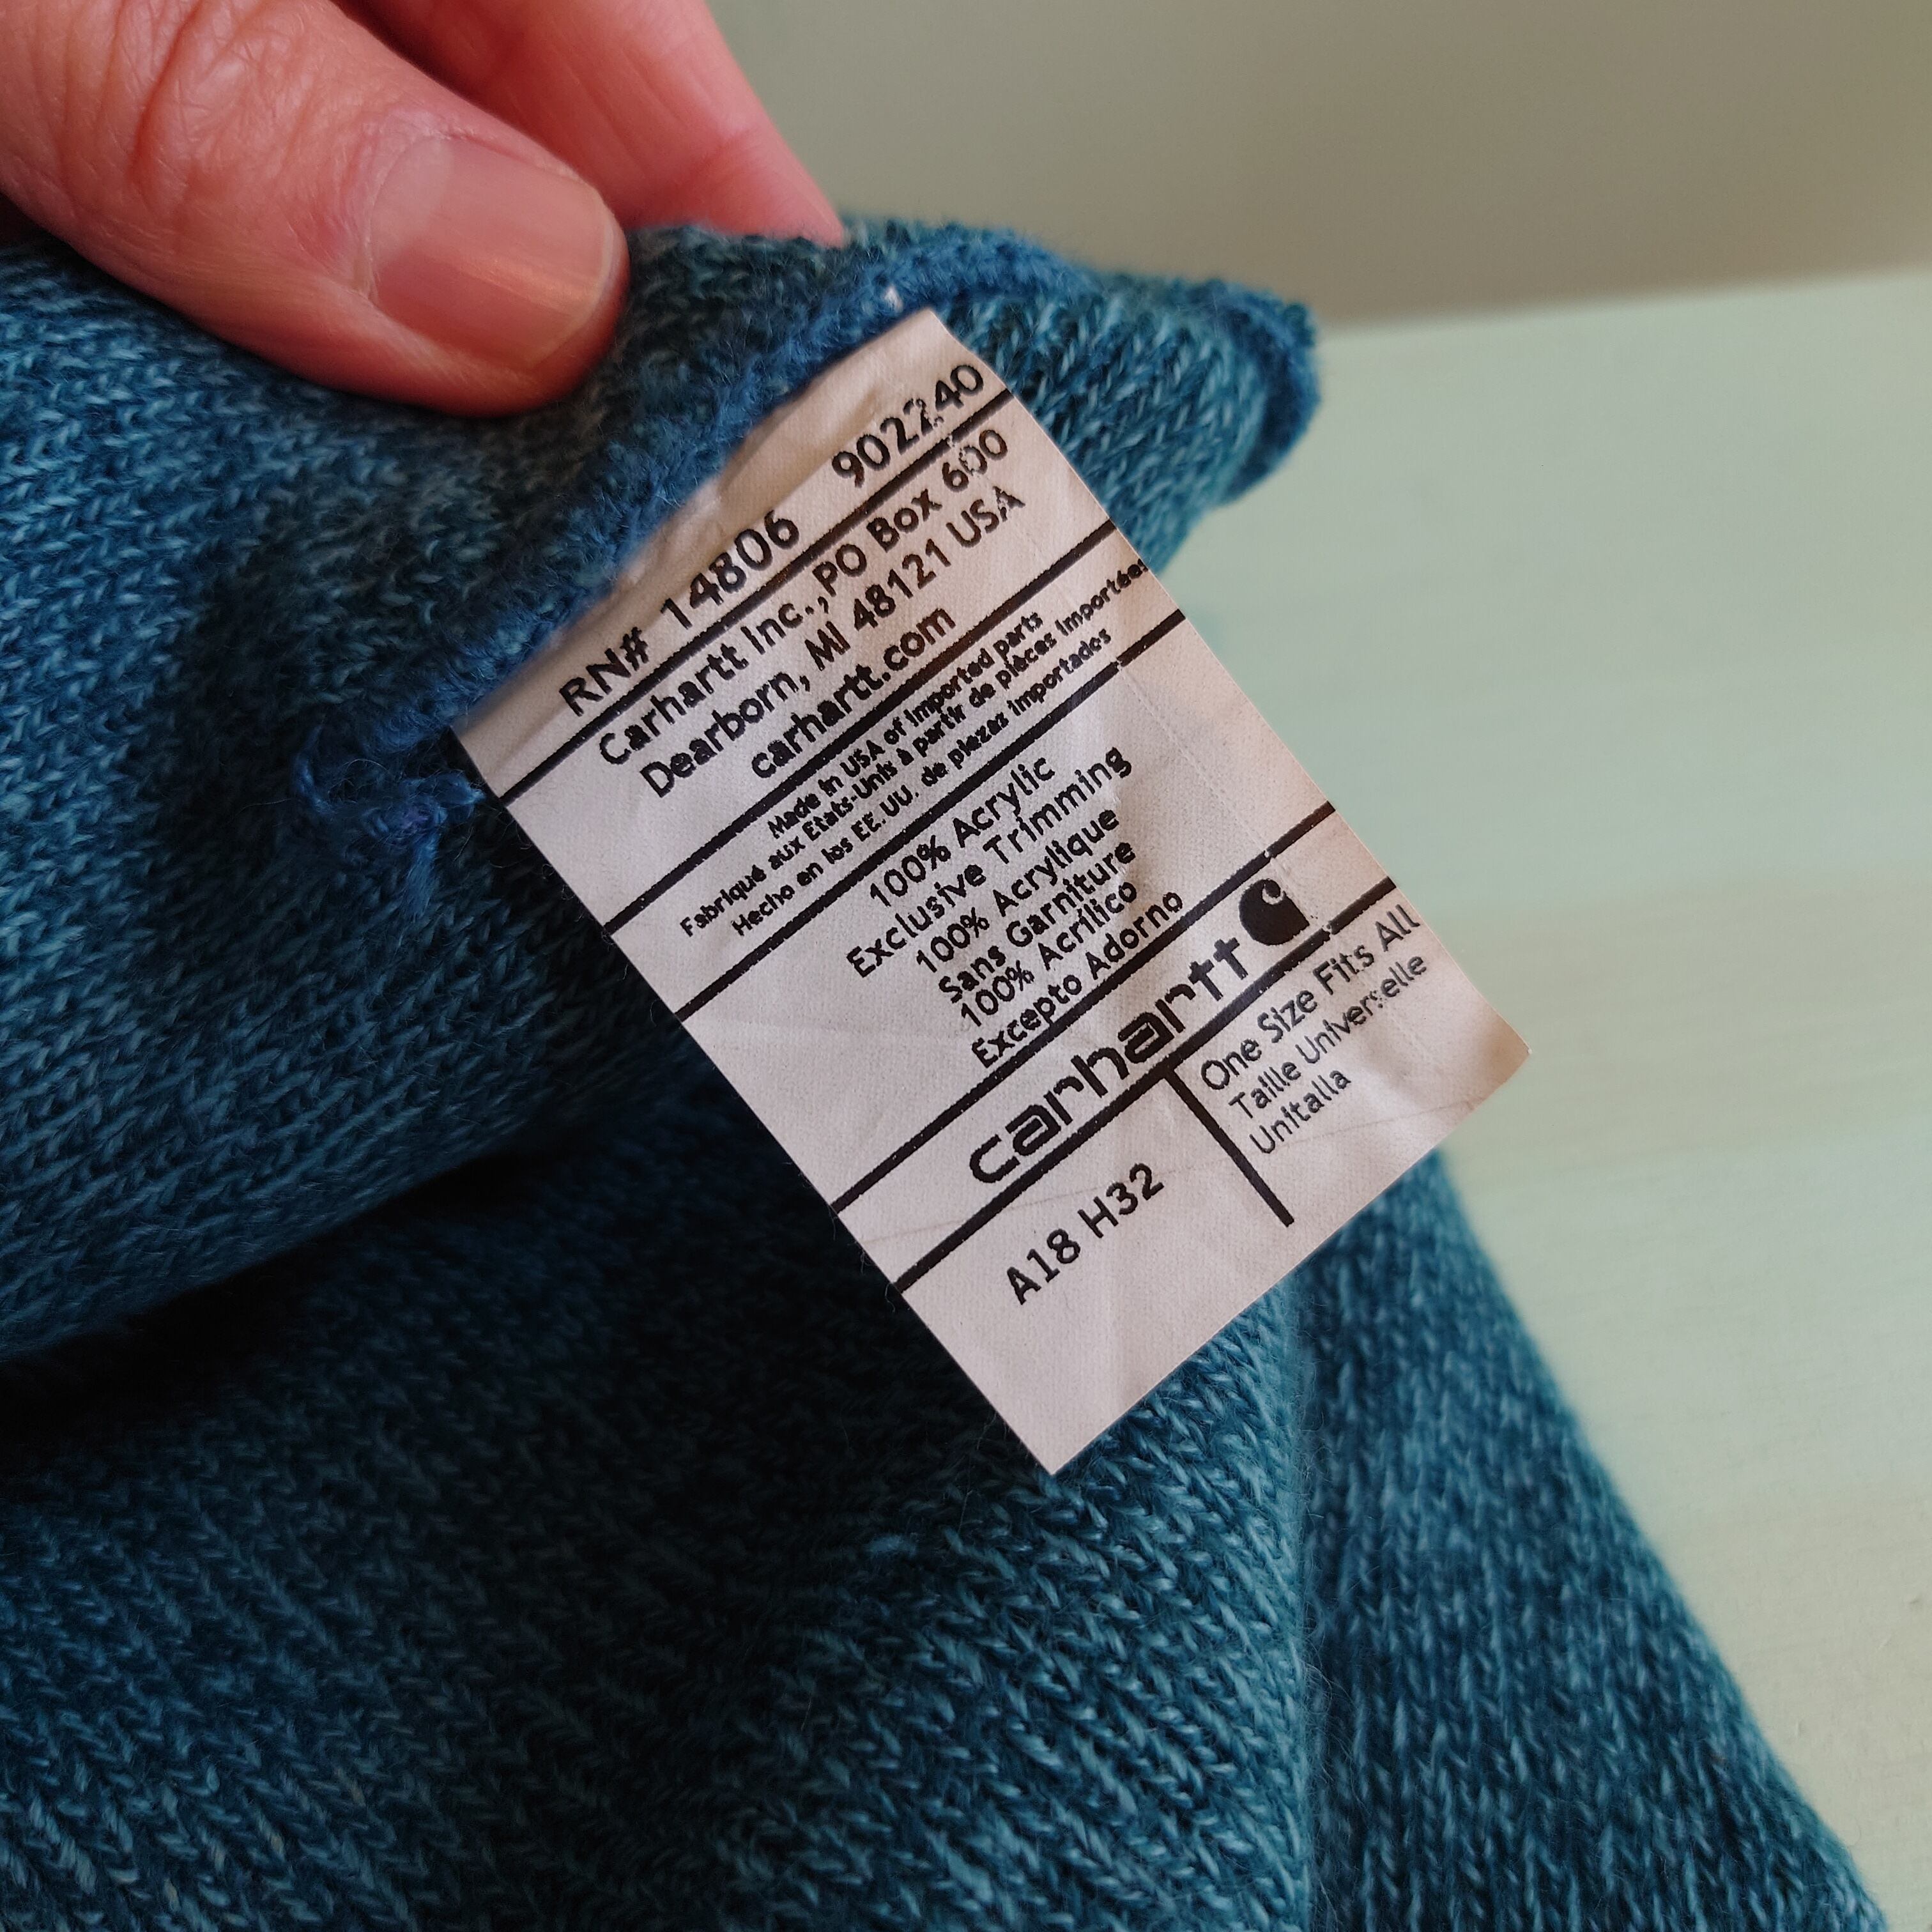 RN# 14806 902240
Carhartt Inc.,PO Box 600
Dearborn, MI 48121 USA
carhartt.com
Made in USA of imported parts
Fabriqué aux Etats-Unis à partir de pièces importées
Hecho en los EE.UU. de piezas importados
100% Acrylic
Exclusive Trimming
100% Acrylique
Sans Garniture
100% Acrílico
Excepto Adorno
carhartt
A18 H32
One Size Fits All
Taille Universelle
Unitalla